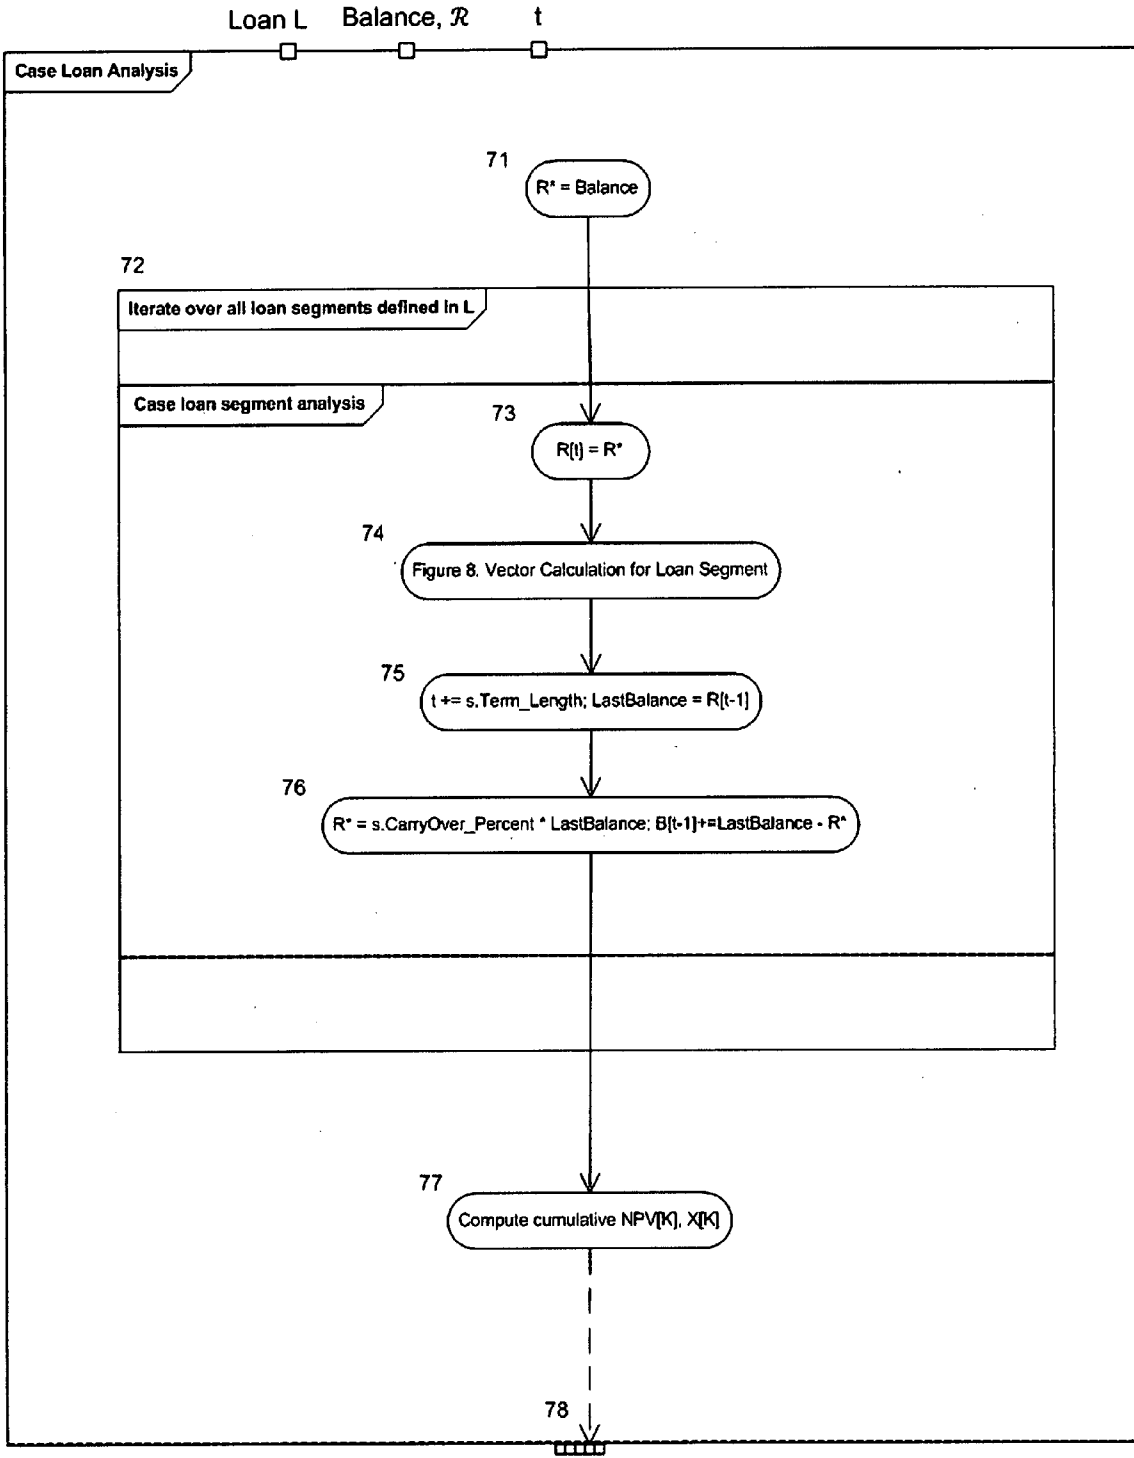 Loan L Balance, ℛ t
Case Loan Analysis
71
R* = Balance
72
Iterate over all loan segments defined in L
Case loan segment analysis
73
R[t] = R*
74
Figure 8. Vector Calculation for Loan Segment
75
t += s.Term_Length; LastBalance = R[t-1]
76
R* = s.CarryOver_Percent * LastBalance; B[t-1]+=LastBalance - R*
77
Compute cumulative NPV[K], X[K]
78